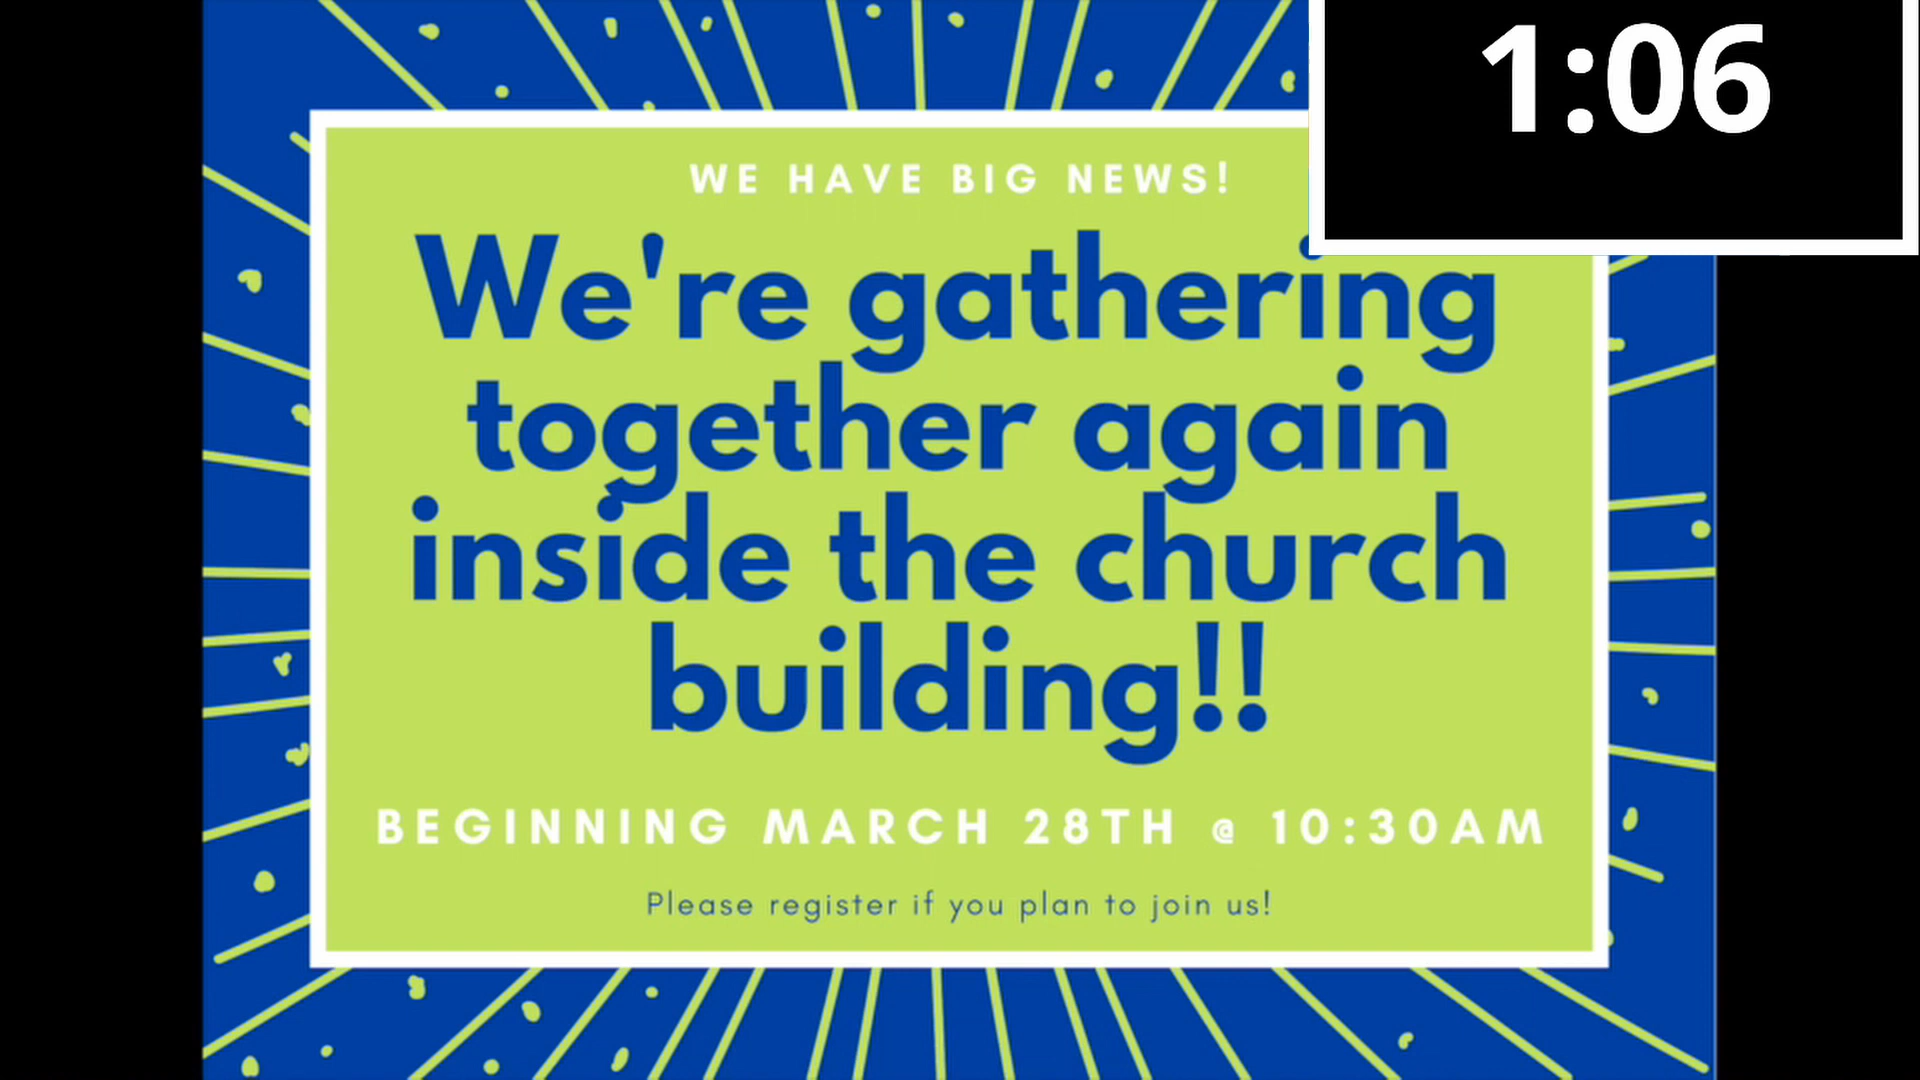 1:06
WE HAVE BIG NEWS!
We're gathering
together again
inside the church
building!!
BEGINNING MARCH 28TH @ 10:30AM
Please register if you plan to join us!